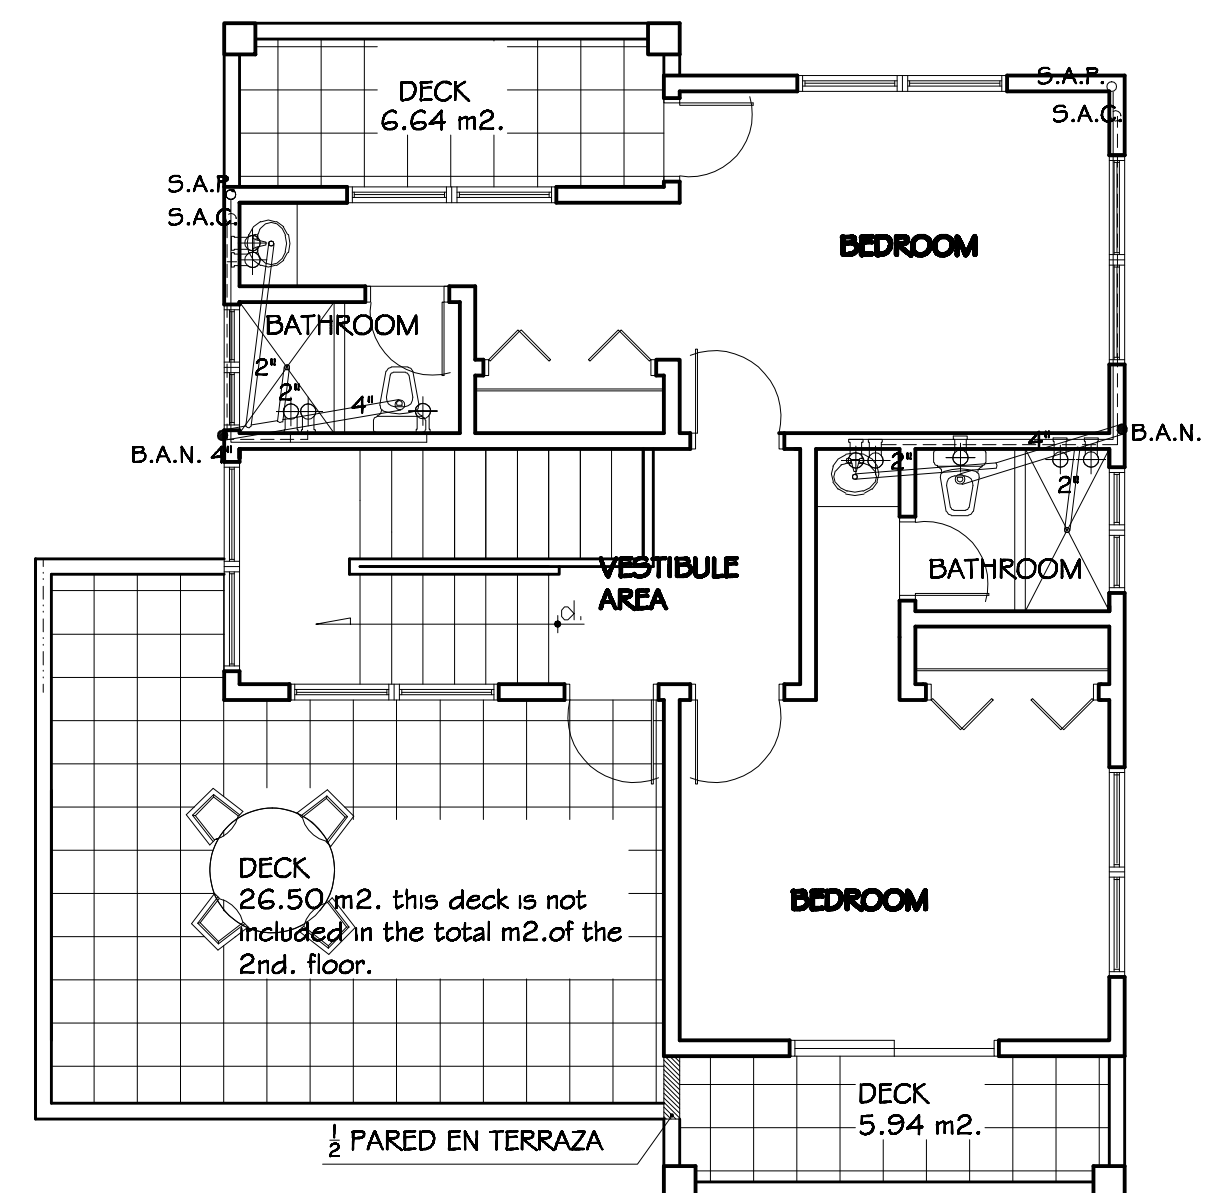 S.A.P.
DECK
6.64 m2.
S.A.C.
S.A.P.
S.A.C.
BEDROOM
BATHROOM
2"
2"
4"
B.A.N. 4"
4"
B.A.N.
2"
2"
VESTIBULE
AREA
BATHROOM
d.
DECK
26.50 m2. this deck is not
included in the total m2.of the
2nd. floor.
BEDROOM
DECK
5.94 m2.
½ PARED EN TERRAZA